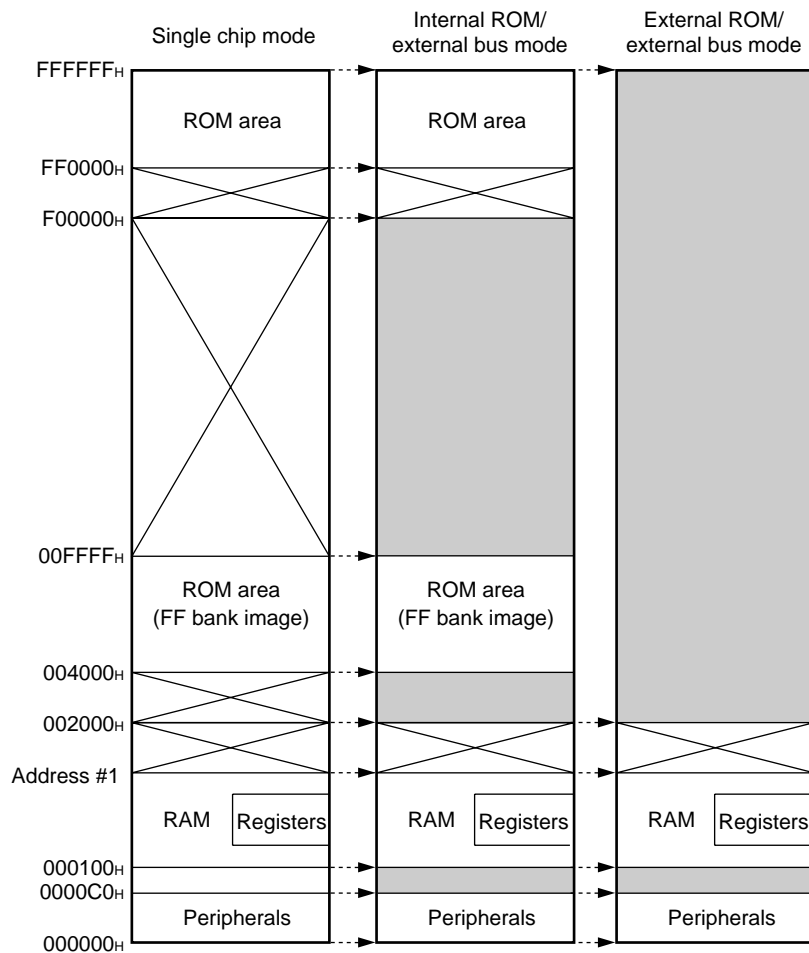 Single chip mode
Internal ROM/
external bus mode
External ROM/
external bus mode
FFFFFFH
ROM area
ROM area
FF0000H
F00000H
00FFFFH
ROM area
(FF bank image)
ROM area
(FF bank image)
004000H
002000H
Address #1
RAM
Registers
RAM
Registers
RAM
Registers
000100H
0000C0H
Peripherals
Peripherals
Peripherals
000000H